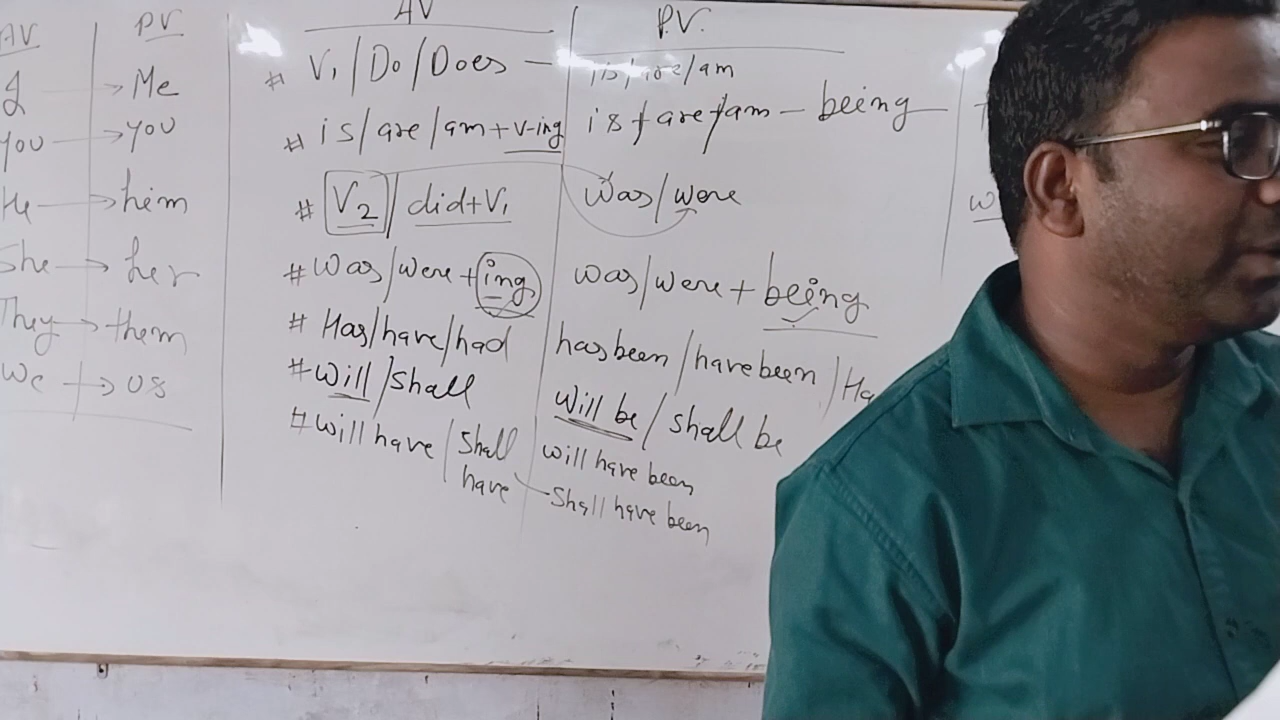 AV PV
I → Me
you → you
He → him
She → her
They → them
We → us
AV P.V.
# V1/Do/Does — is/are/am
# is/are/am+v-ing is/are/am – being
# V2/did+V1 was/were
# was/were+ing was/were + being
# Has/have/had has been/have been/Ha
# will/shall will be/shall be
# will have/shall have will have been
shall have been